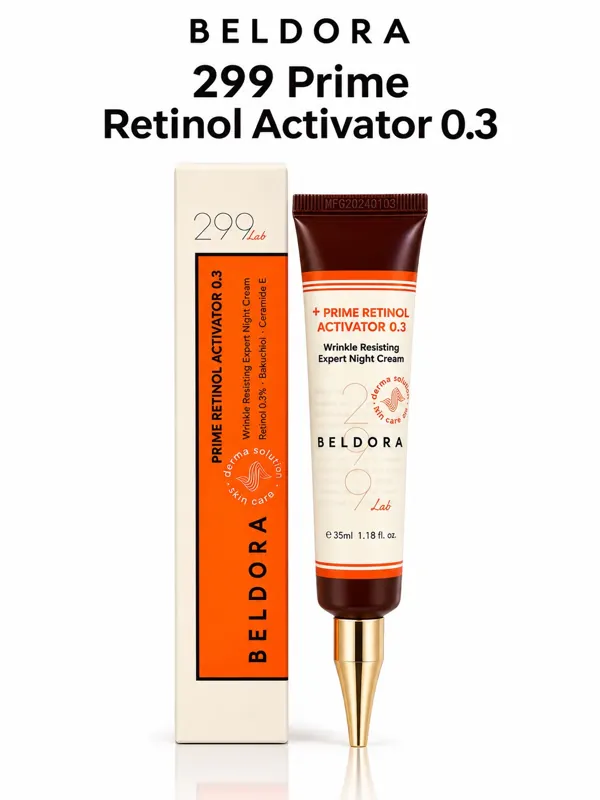 BELDORA
299 Prime
Retinol Activator 0.3
299 Lab
PRIME RETINOL ACTIVATOR 0.3
Wrinkle Resisting Expert Night Cream
Retinol 0.3% · Bakuchiol · Ceramide E
derma solution · skin care
BELDORA
MFG20240103
+ PRIME RETINOL
ACTIVATOR 0.3
Wrinkle Resisting
Expert Night Cream
derma solution
skin care
299
BELDORA
Lab
e 35ml 1.18 fl. oz.